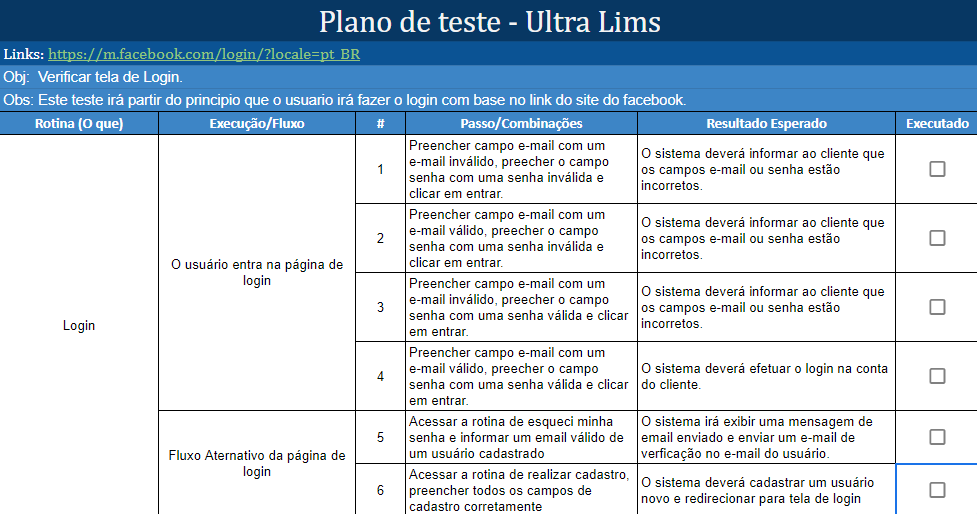 Plano de teste - Ultra Lims
Links: https://m.facebook.com/login/?locale=pt_BR
Obj: Verificar tela de Login.
Obs: Este teste irá partir do principio que o usuario irá fazer o login com base no link do site do facebook.
Rotina (O que) Execução/Fluxo # Passo/Combinações Resultado Esperado Executado
Login
O usuário entra na página de
login
1
Preencher campo e-mail com um
e-mail inválido, preecher o campo
senha com uma senha inválida e
clicar em entrar.
O sistema deverá informar ao cliente que
os campos e-mail ou senha estão
incorretos.
2
Preencher campo e-mail com um
e-mail válido, preecher o campo
senha com uma senha inválida e
clicar em entrar.
O sistema deverá informar ao cliente que
os campos e-mail ou senha estão
incorretos.
3
Preencher campo e-mail com um
e-mail inválido, preecher o campo
senha com uma senha válida e clicar
em entrar.
O sistema deverá informar ao cliente que
os campos e-mail ou senha estão
incorretos.
4
Preencher campo e-mail com um
e-mail válido, preecher o campo
senha com uma senha válida e clicar
em entrar.
O sistema deverá efetuar o login na conta
do cliente.
Fluxo Aternativo da página de
login
5
Acessar a rotina de esqueci minha
senha e informar um email válido de
um usuário cadastrado
O sistema irá exibir uma mensagem de
email enviado e enviar um e-mail de
verficação no e-mail do usuário.
6
Acessar a rotina de realizar cadastro,
preencher todos os campos de
cadastro corretamente
O sistema deverá cadastrar um usuário
novo e redirecionar para tela de login